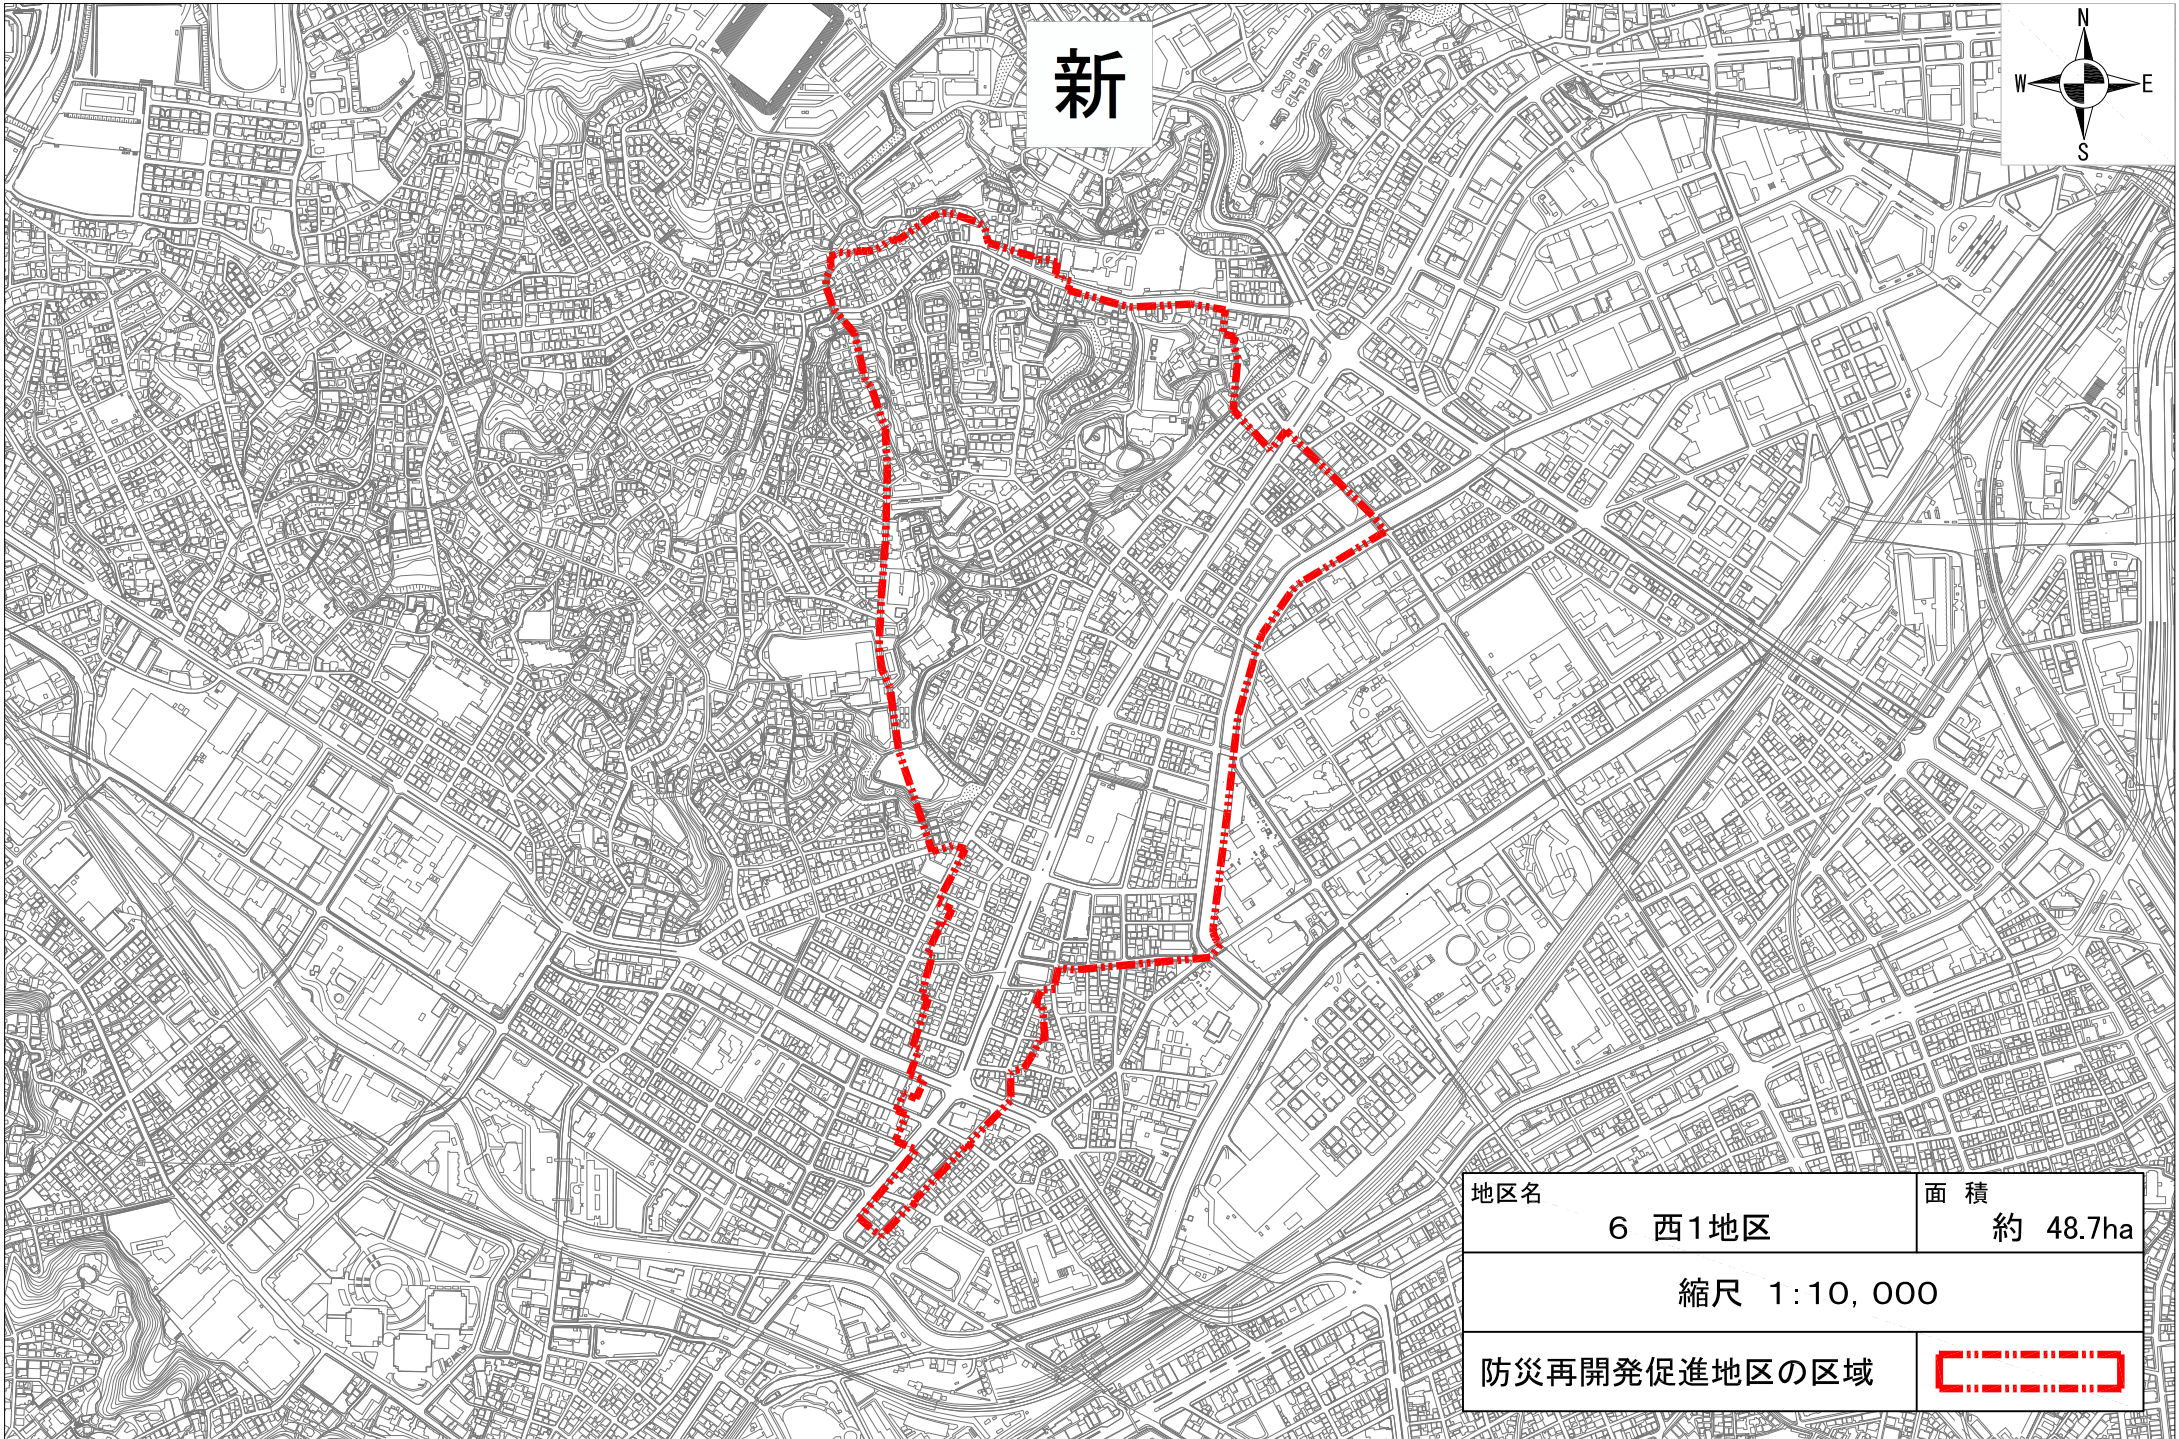 新
N
W E
S
地区名
6 西1地区
面 積
約 48.7ha
縮尺 1:10,000
防災再開発促進地区の区域